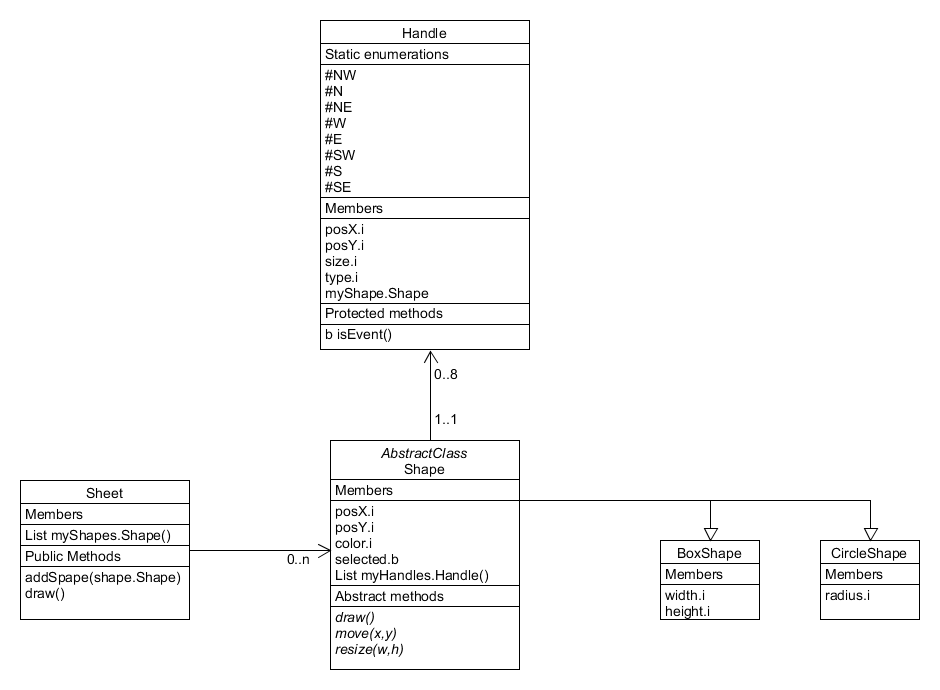 Handle
Static enumerations
#NW
#N
#NE
#W
#E
#SW
#S
#SE
Members
posX.i
posY.i
size.i
type.i
myShape.Shape
Protected methods
b isEvent()
0..8
1..1
AbstractClass
Shape
Members
posX.i
posY.i
color.i
selected.b
List myHandles.Handle()
Abstract methods
draw()
move(x,y)
resize(w,h)
Sheet
Members
List myShapes.Shape()
Public Methods
addSpape(shape.Shape)
draw()
0..n
BoxShape
Members
width.i
height.i
CircleShape
Members
radius.i